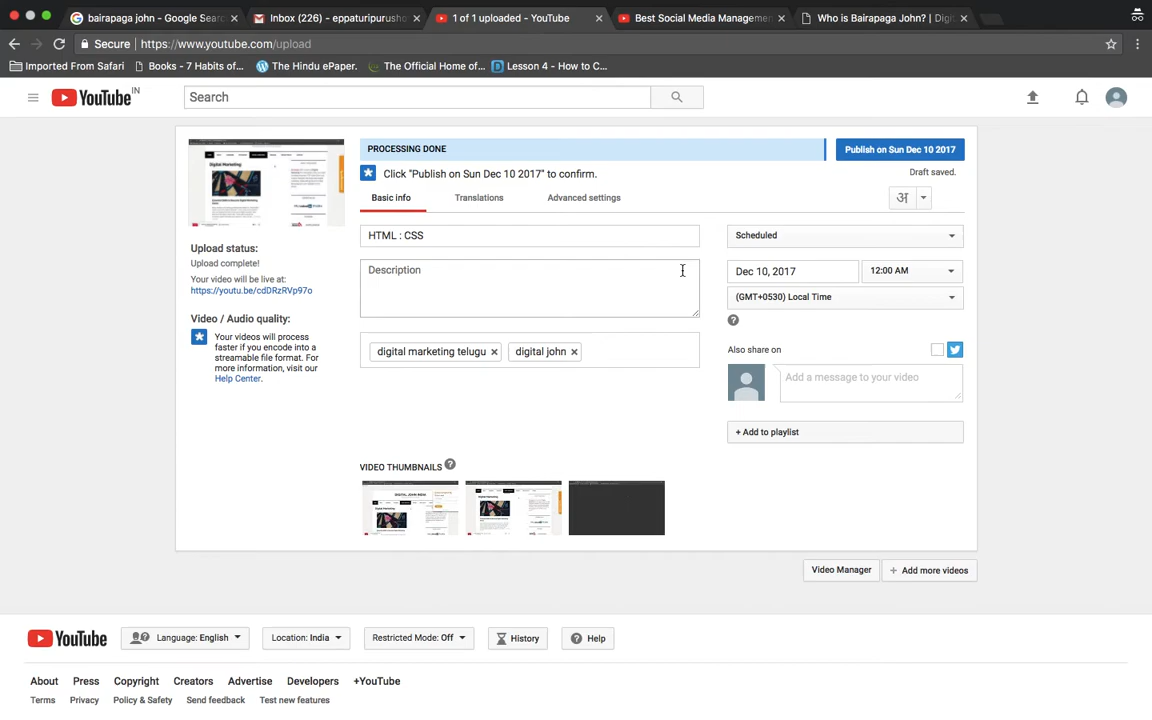 bairapaga john - Google Sear
Inbox (226) - eppaturipurusho
1 of 1 uploaded - YouTube
Best Social Media Manageme
Who is Bairapaga John? | Digi
Secure
https://www.youtube.com/upload
Imported From Safari
Books - 7 Habits of...
The Hindu ePaper.
The Official Home of...
Lesson 4 - How to C...
YouTube IN
Search
PROCESSING DONE
Publish on Sun Dec 10 2017
Click "Publish on Sun Dec 10 2017" to confirm.
Draft saved.
Basic info
Translations
Advanced settings
अ
HTML : CSS
Scheduled
Description
Dec 10, 2017
12:00 AM
(GMT+0530) Local Time
Upload status:
Upload complete!
Your video will be live at:
https://youtu.be/cdDRzRVp97o
Video / Audio quality:
Your videos will process
faster if you encode into a
streamable file format. For
more information, visit our
Help Center.
digital marketing telugu
digital john
Also share on
Add a message to your video
+ Add to playlist
VIDEO THUMBNAILS
Video Manager
+ Add more videos
YouTube
Language: English
Location: India
Restricted Mode: Off
History
Help
About
Press
Copyright
Creators
Advertise
Developers
+YouTube
Terms
Privacy
Policy & Safety
Send feedback
Test new features